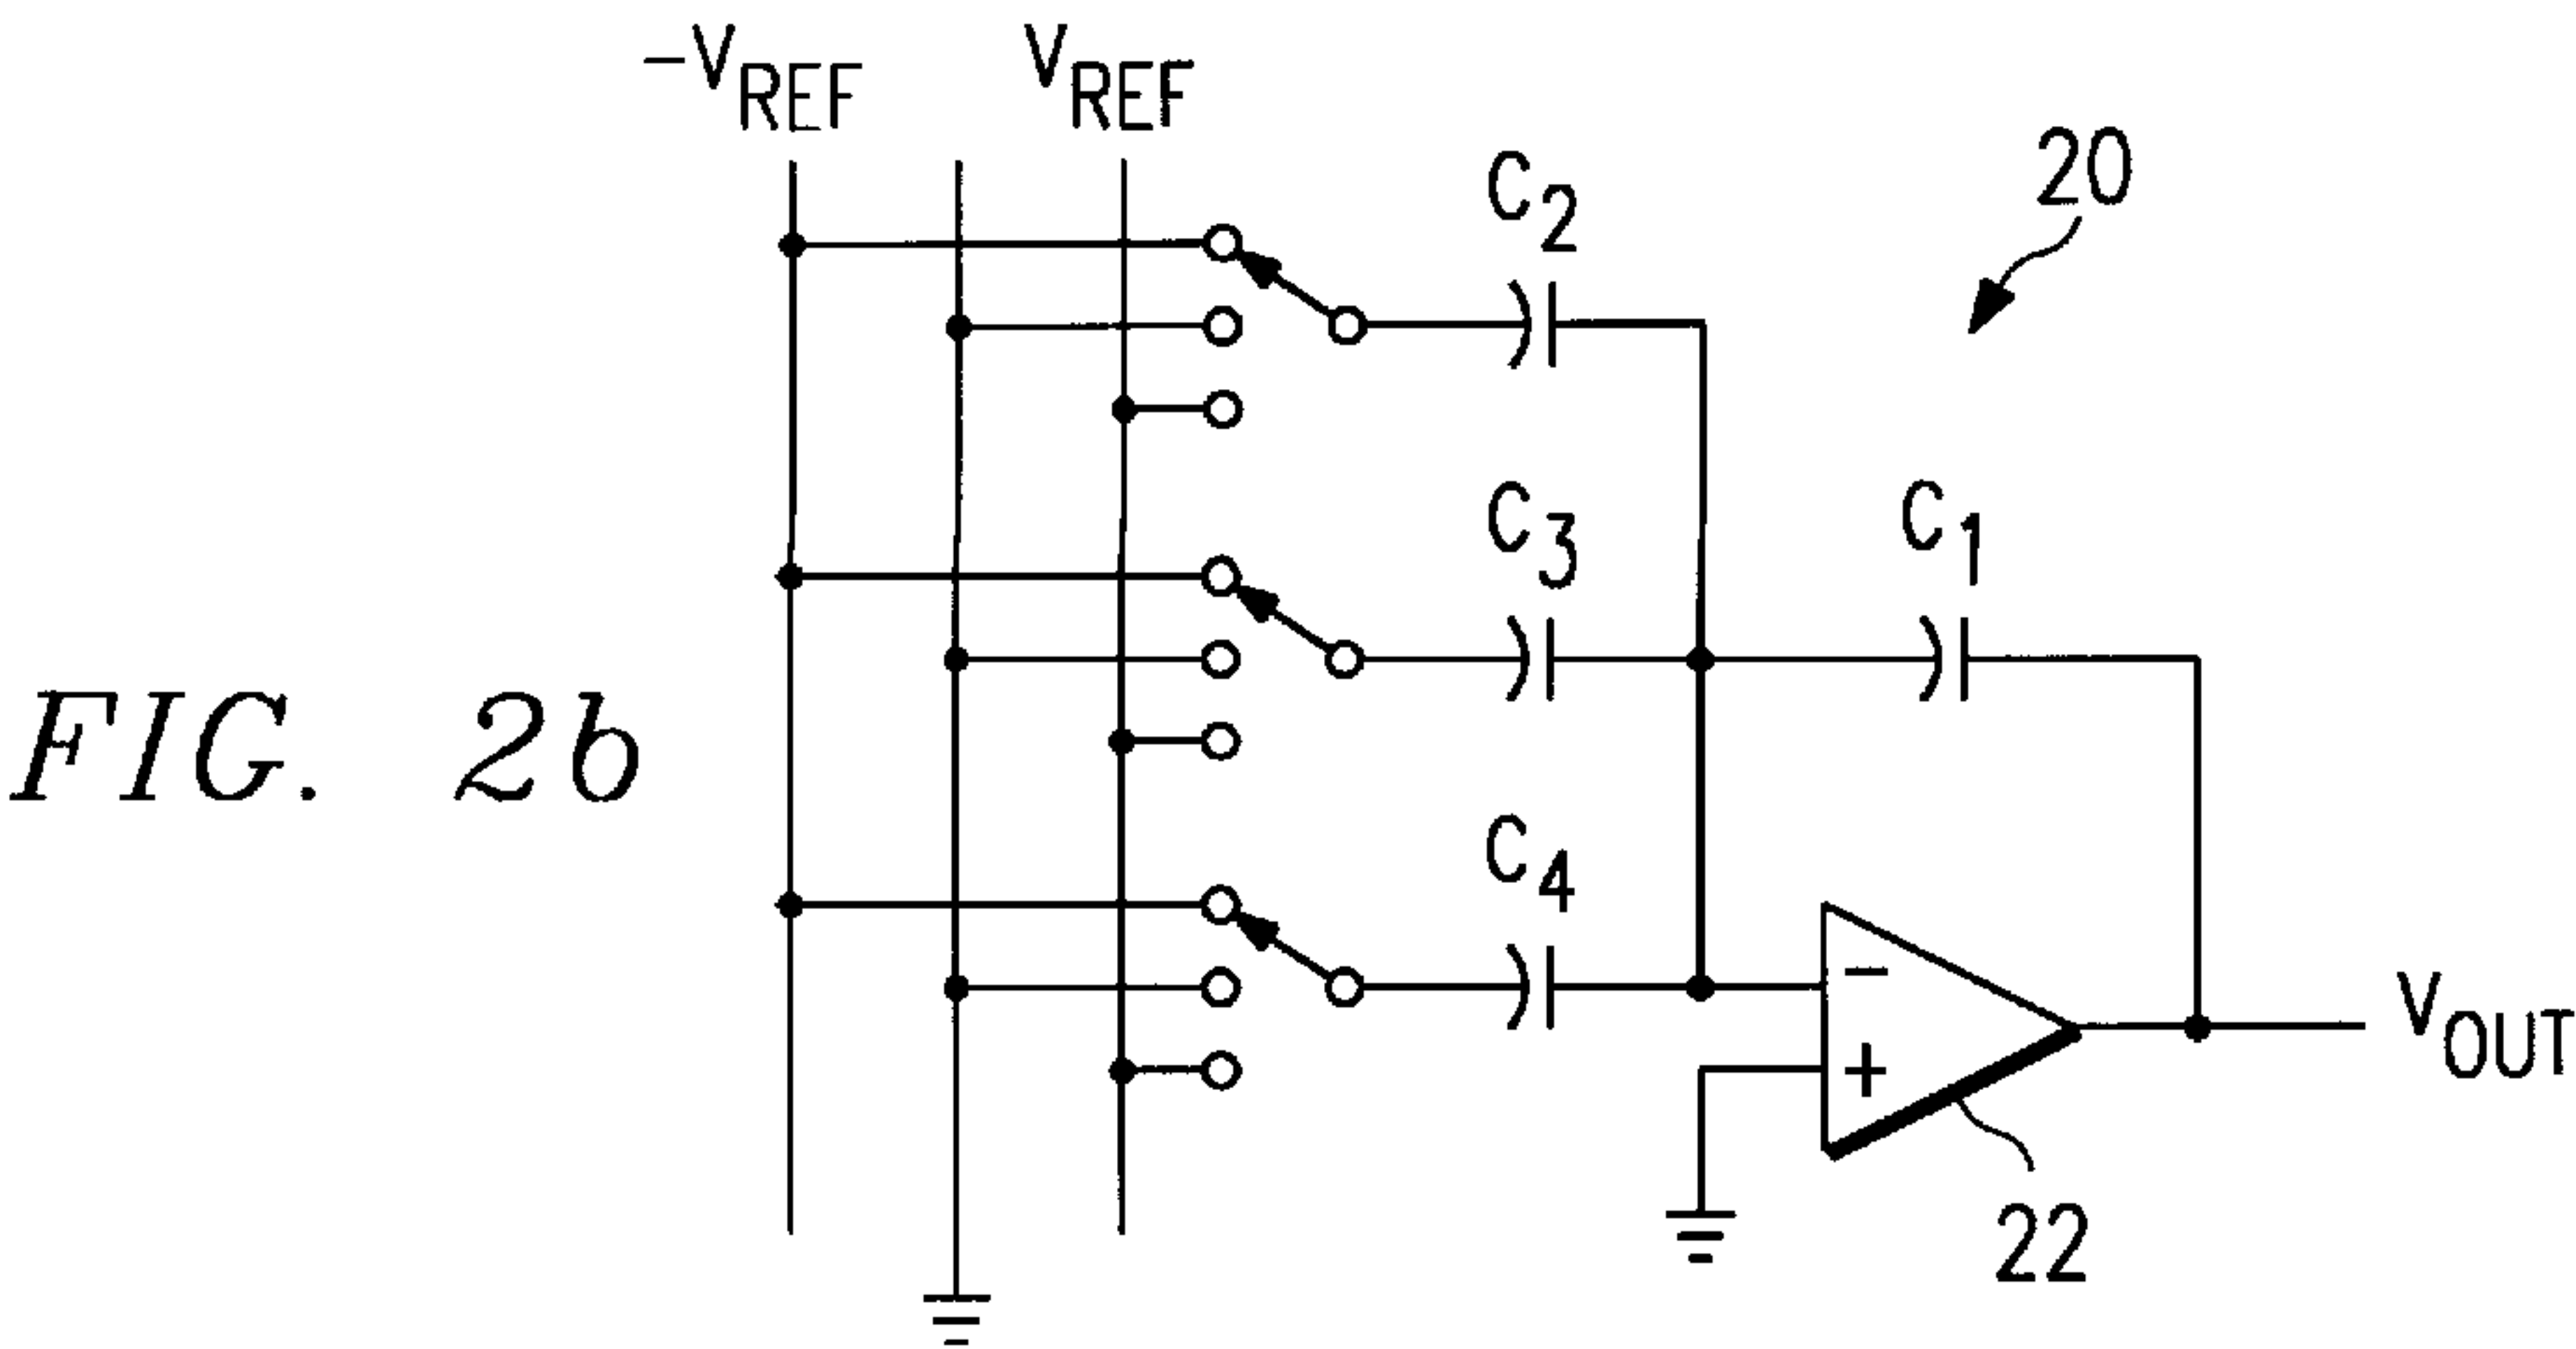 -VREF
VREF
C2
20
C3
C1
FIG. 2b
C4
-
+
VOUT
22